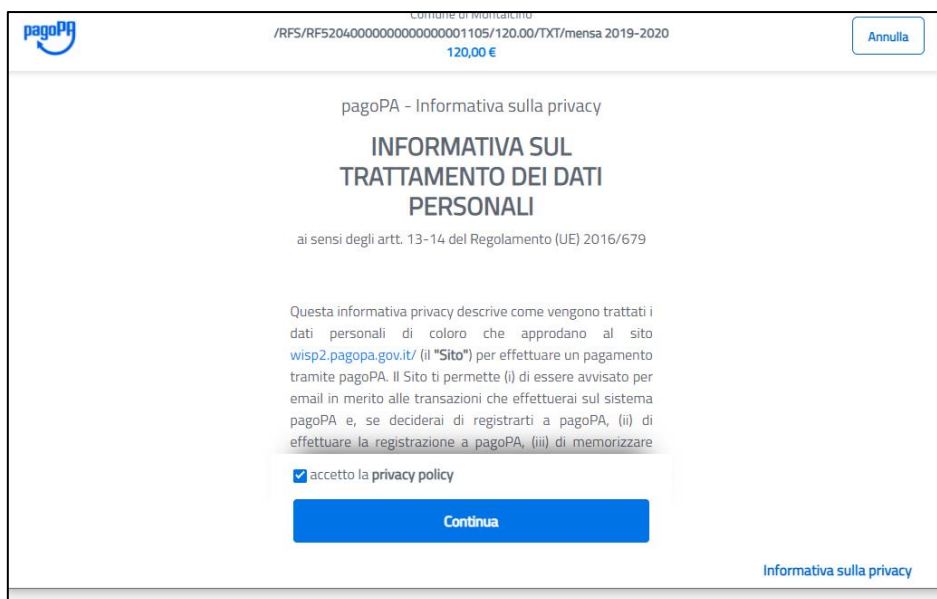 pagoPA
Comune di Montalcino
/RFS/RF52040000000000000001105/120.00/TXT/mensa 2019-2020
120,00 €
Annulla
pagoPA - Informativa sulla privacy
INFORMATIVA SUL
TRATTAMENTO DEI DATI
PERSONALI
ai sensi degli artt. 13-14 del Regolamento (UE) 2016/679
Questa informativa privacy descrive come vengono trattati i
dati personali di coloro che approdano al sito
wisp2.pagopa.gov.it/ (il "Sito") per effettuare un pagamento
tramite pagoPA. Il Sito ti permette (i) di essere avvisato per
email in merito alle transazioni che effettuerai sul sistema
pagoPA e, se deciderai di registrarti a pagoPA, (ii) di
effettuare la registrazione a pagoPA, (iii) di memorizzare
accetto la privacy policy
Continua
Informativa sulla privacy